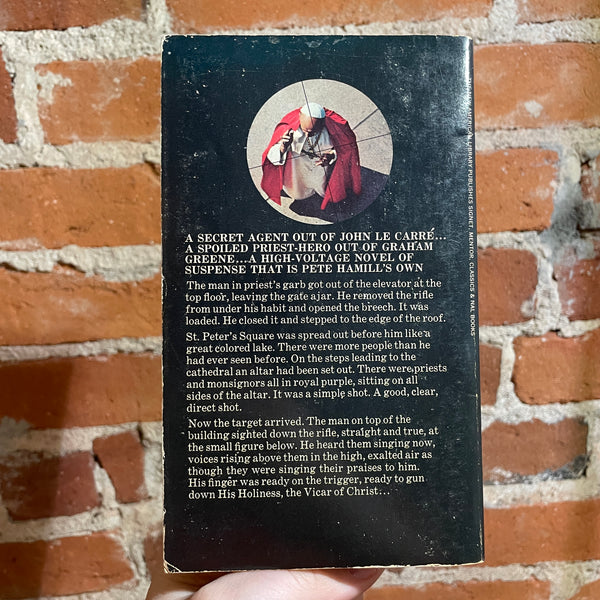 A SECRET AGENT OUT OF JOHN LE CARRÉ...
A SPOILED PRIEST-HERO OUT OF GRAHAM
GREENE...A HIGH-VOLTAGE NOVEL OF
SUSPENSE THAT IS PETE HAMILL'S OWN
The man in priest's garb got out of the elevator at the
top floor, leaving the gate ajar. He removed the rifle
from under his habit and opened the breech. It was
loaded. He closed it and stepped to the edge of the roof.
St. Peter's Square was spread out before him like a
great colored lake. There were more people than he
had ever seen before. On the steps leading to the
cathedral an altar had been set out. There were priests
and monsignors all in royal purple, sitting on all
sides of the altar. It was a simple shot. A good, clear,
direct shot.
Now the target arrived. The man on top of the
building sighted down the rifle, straight and true, at
the small figure below. He heard them singing now,
voices rising above them in the high, exalted air as
though they were singing their praises to him.
His finger was ready on the trigger, ready to gun
down His Holiness, the Vicar of Christ...
AMERICAN LIBRARY PUBLISHES SIGNET, MENTOR, CLASSICS & NAL BOOKS